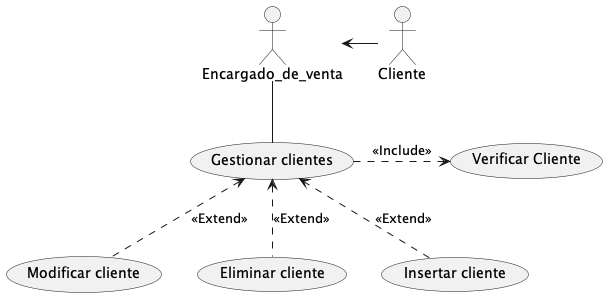 Encargado_de_venta
Cliente
Gestionar clientes
«Include»
Verificar Cliente
«Extend»
«Extend»
«Extend»
Modificar cliente
Eliminar cliente
Insertar cliente